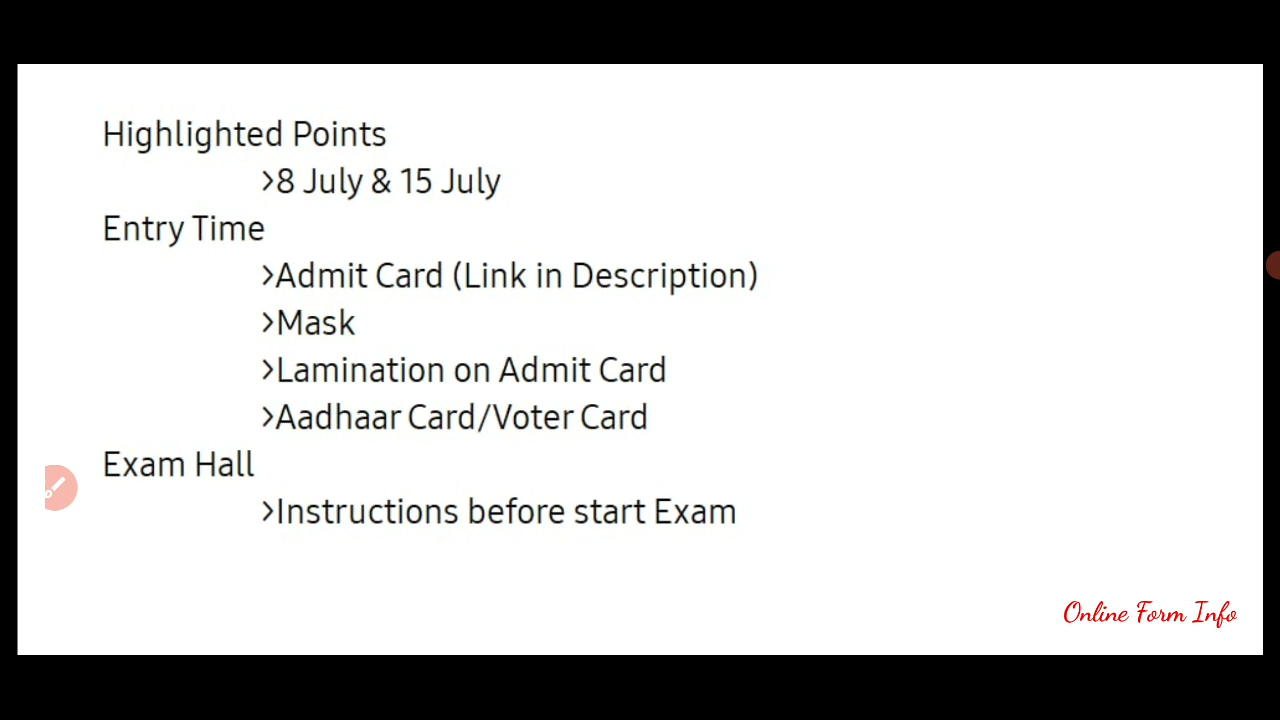 Highlighted Points
>8 July & 15 July
Entry Time
>Admit Card (Link in Description)
>Mask
>Lamination on Admit Card
>Aadhaar Card/Voter Card
Exam Hall
>Instructions before start Exam
Online Form Info